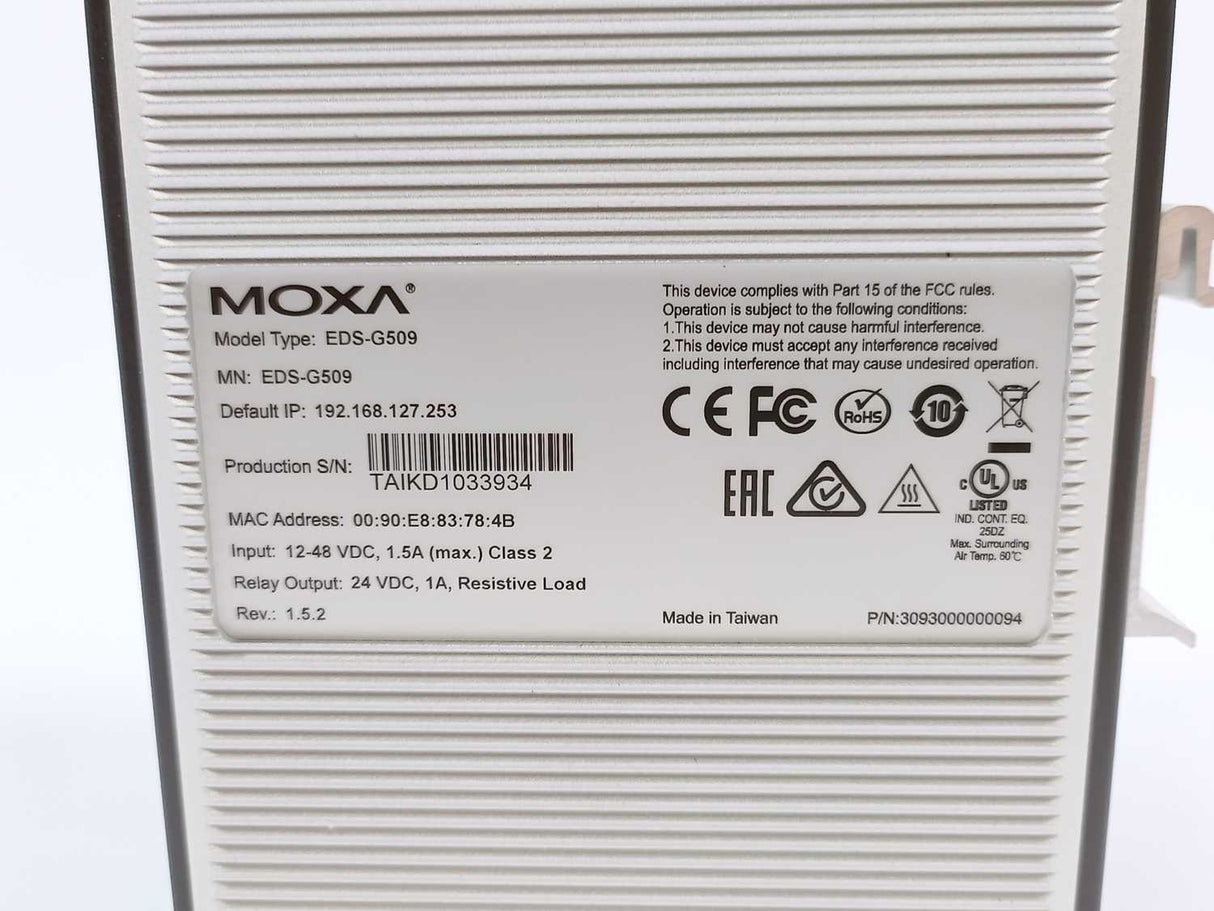 MOXA®
Model Type: EDS-G509
MN: EDS-G509
Default IP: 192.168.127.253
Production S/N:
TAIKD1033934
MAC Address: 00:90:E8:83:78:4B
Input: 12-48 VDC, 1.5A (max.) Class 2
Relay Output: 24 VDC, 1A, Resistive Load
Rev.: 1.5.2
This device complies with Part 15 of the FCC rules.
Operation is subject to the following conditions:
1.This device may not cause harmful interference.
2.This device must accept any interference received
including interference that may cause undesired operation.
CE FC RoHS 10
EAC
C UL US
LISTED
IND. CONT. EQ.
25DZ
Max. Surrounding
Air Temp. 60°C
Made in Taiwan
P/N:3093000000094